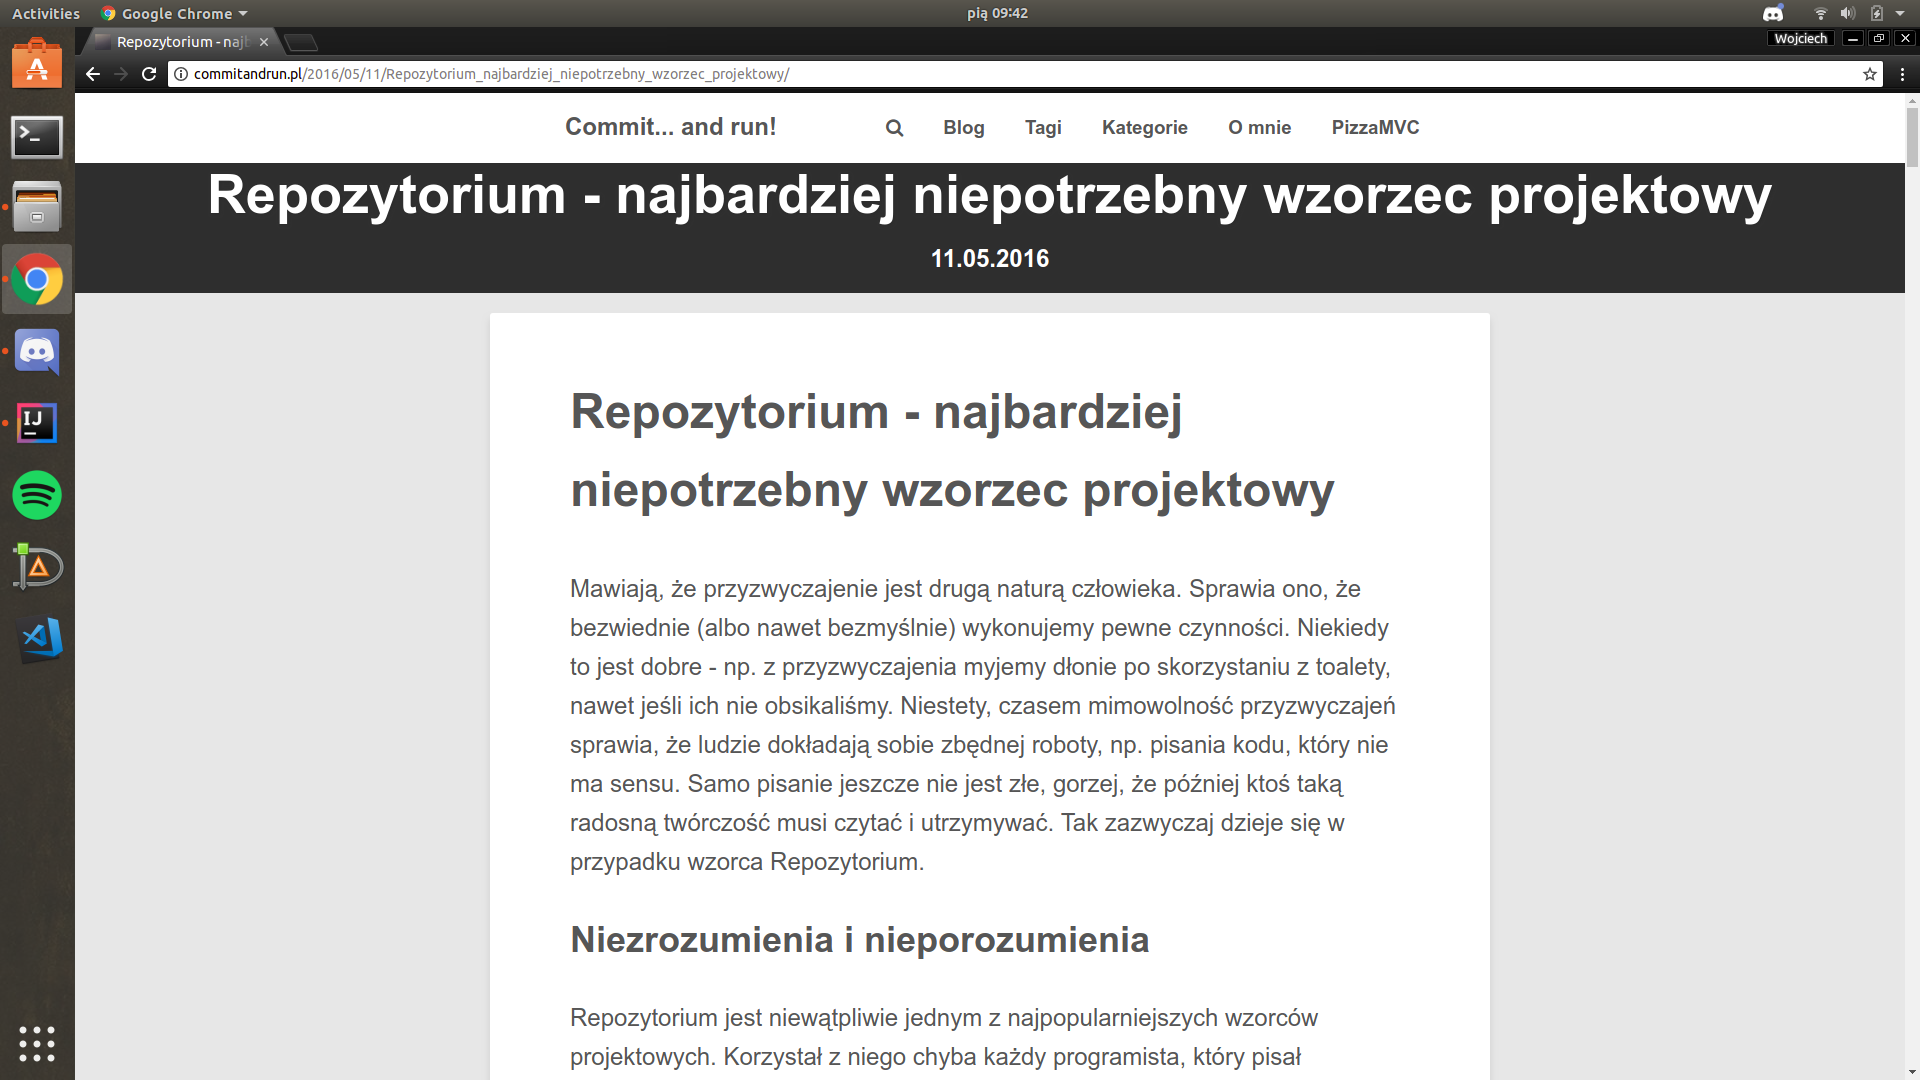 Activities
Google Chrome
pią 09:42
Repozytorium - najb
Wojciech
commitandrun.pl/2016/05/11/Repozytorium_najbardziej_niepotrzebny_wzorzec_projektowy/
Commit... and run!
Blog
Tagi
Kategorie
O mnie
PizzaMVC
Repozytorium - najbardziej niepotrzebny wzorzec projektowy
11.05.2016
Repozytorium - najbardziej
niepotrzebny wzorzec projektowy
Mawiają, że przyzwyczajenie jest drugą naturą człowieka. Sprawia ono, że
bezwiednie (albo nawet bezmyślnie) wykonujemy pewne czynności. Niekiedy
to jest dobre - np. z przyzwyczajenia myjemy dłonie po skorzystaniu z toalety,
nawet jeśli ich nie obsikaliśmy. Niestety, czasem mimowolność przyzwyczajeń
sprawia, że ludzie dokładają sobie zbędnej roboty, np. pisania kodu, który nie
ma sensu. Samo pisanie jeszcze nie jest złe, gorzej, że później ktoś taką
radosną twórczość musi czytać i utrzymywać. Tak zazwyczaj dzieje się w
przypadku wzorca Repozytorium.
Niezrozumienia i nieporozumienia
Repozytorium jest niewątpliwie jednym z najpopularniejszych wzorców
projektowych. Korzystał z niego chyba każdy programista, który pisał
IJ